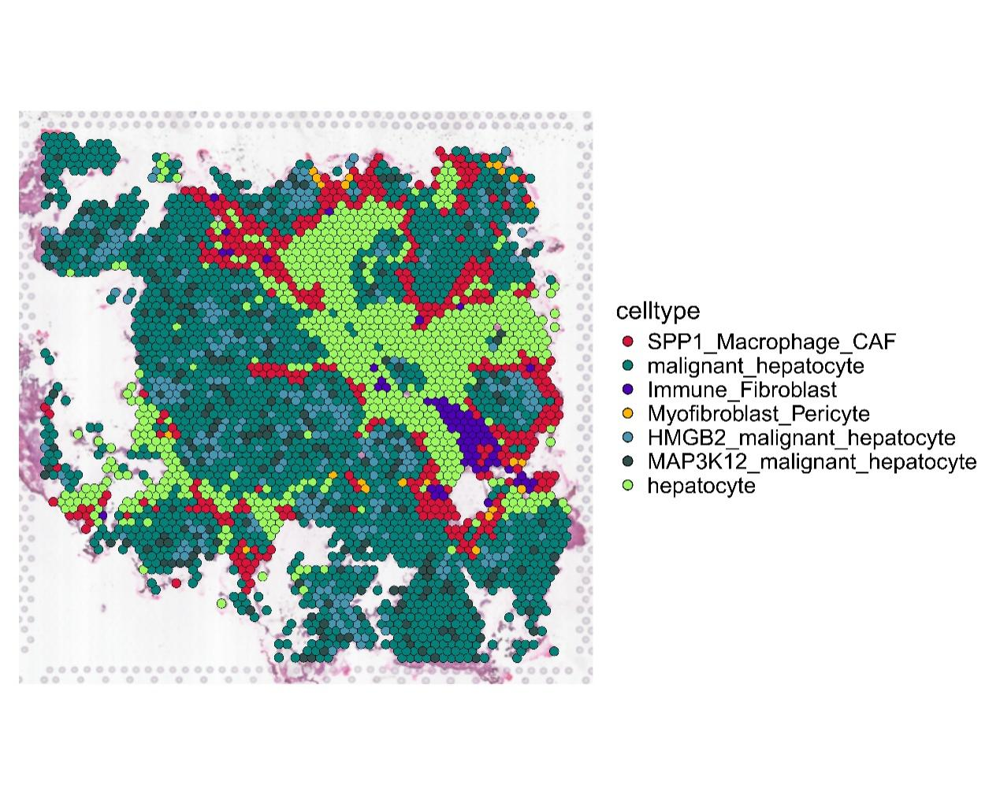 celltype
SPP1_Macrophage_CAF
malignant_hepatocyte
Immune_Fibroblast
Myofibroblast_Pericyte
HMGB2_malignant_hepatocyte
MAP3K12_malignant_hepatocyte
hepatocyte